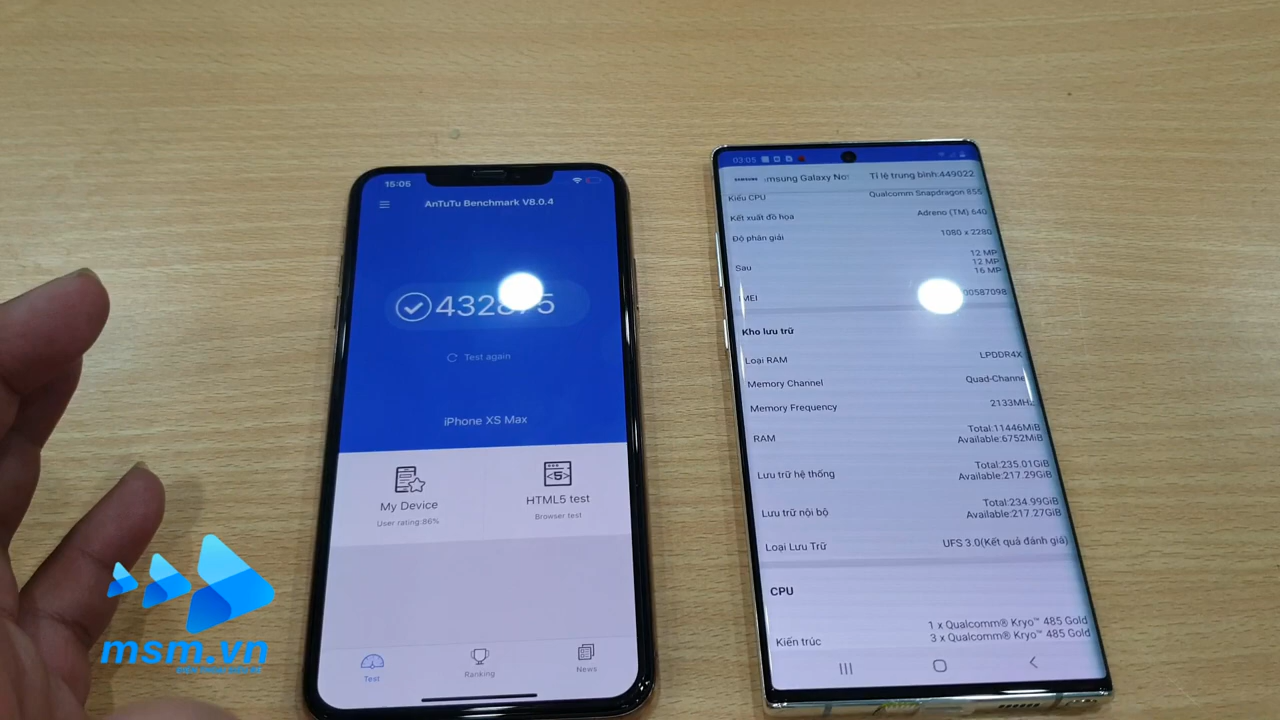 15:05
AnTuTu Benchmark V8.0.4
432875
Test again
iPhone XS Max
My Device
User rating:86%
HTML5 test
Browser test
Test
Ranking
News
03:05
SAMSUNG
msung Galaxy No
Tỉ lệ trung bình:449022
Kiểu CPU
Qualcomm Snapdragon 855
Kết xuất đồ họa
Adreno (TM) 640
Độ phân giải
1080 x 2280
Sau
12 MP
12 MP
16 MP
IMEI
00587098
Kho lưu trữ
Loại RAM
LPDDR4X
Memory Channel
Quad-Channel
Memory Frequency
2133MHz
RAM
Total:11446MiB
Available:6752MiB
Lưu trữ hệ thống
Total:235.01GiB
Available:217.29GiB
Lưu trữ nội bộ
Total:234.99GiB
Available:217.27GiB
Loại Lưu Trữ
UFS 3.0(Kết quả đánh giá)
CPU
Kiến trúc
1 x Qualcomm® Kryo™ 485 Gold
3 x Qualcomm® Kryo™ 485 Gold
msm.vn